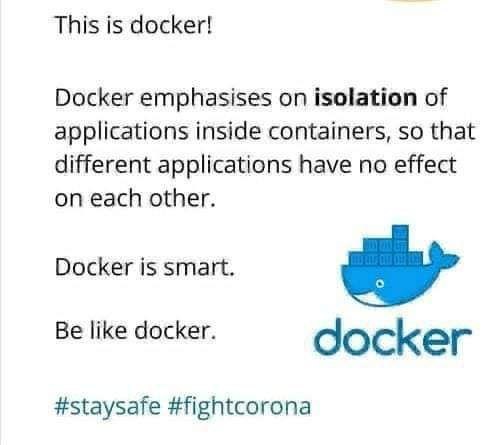 This is docker!
Docker emphasises on isolation of
applications inside containers, so that
different applications have no effect
on each other.
Docker is smart.
Be like docker.
docker
#staysafe #fightcorona